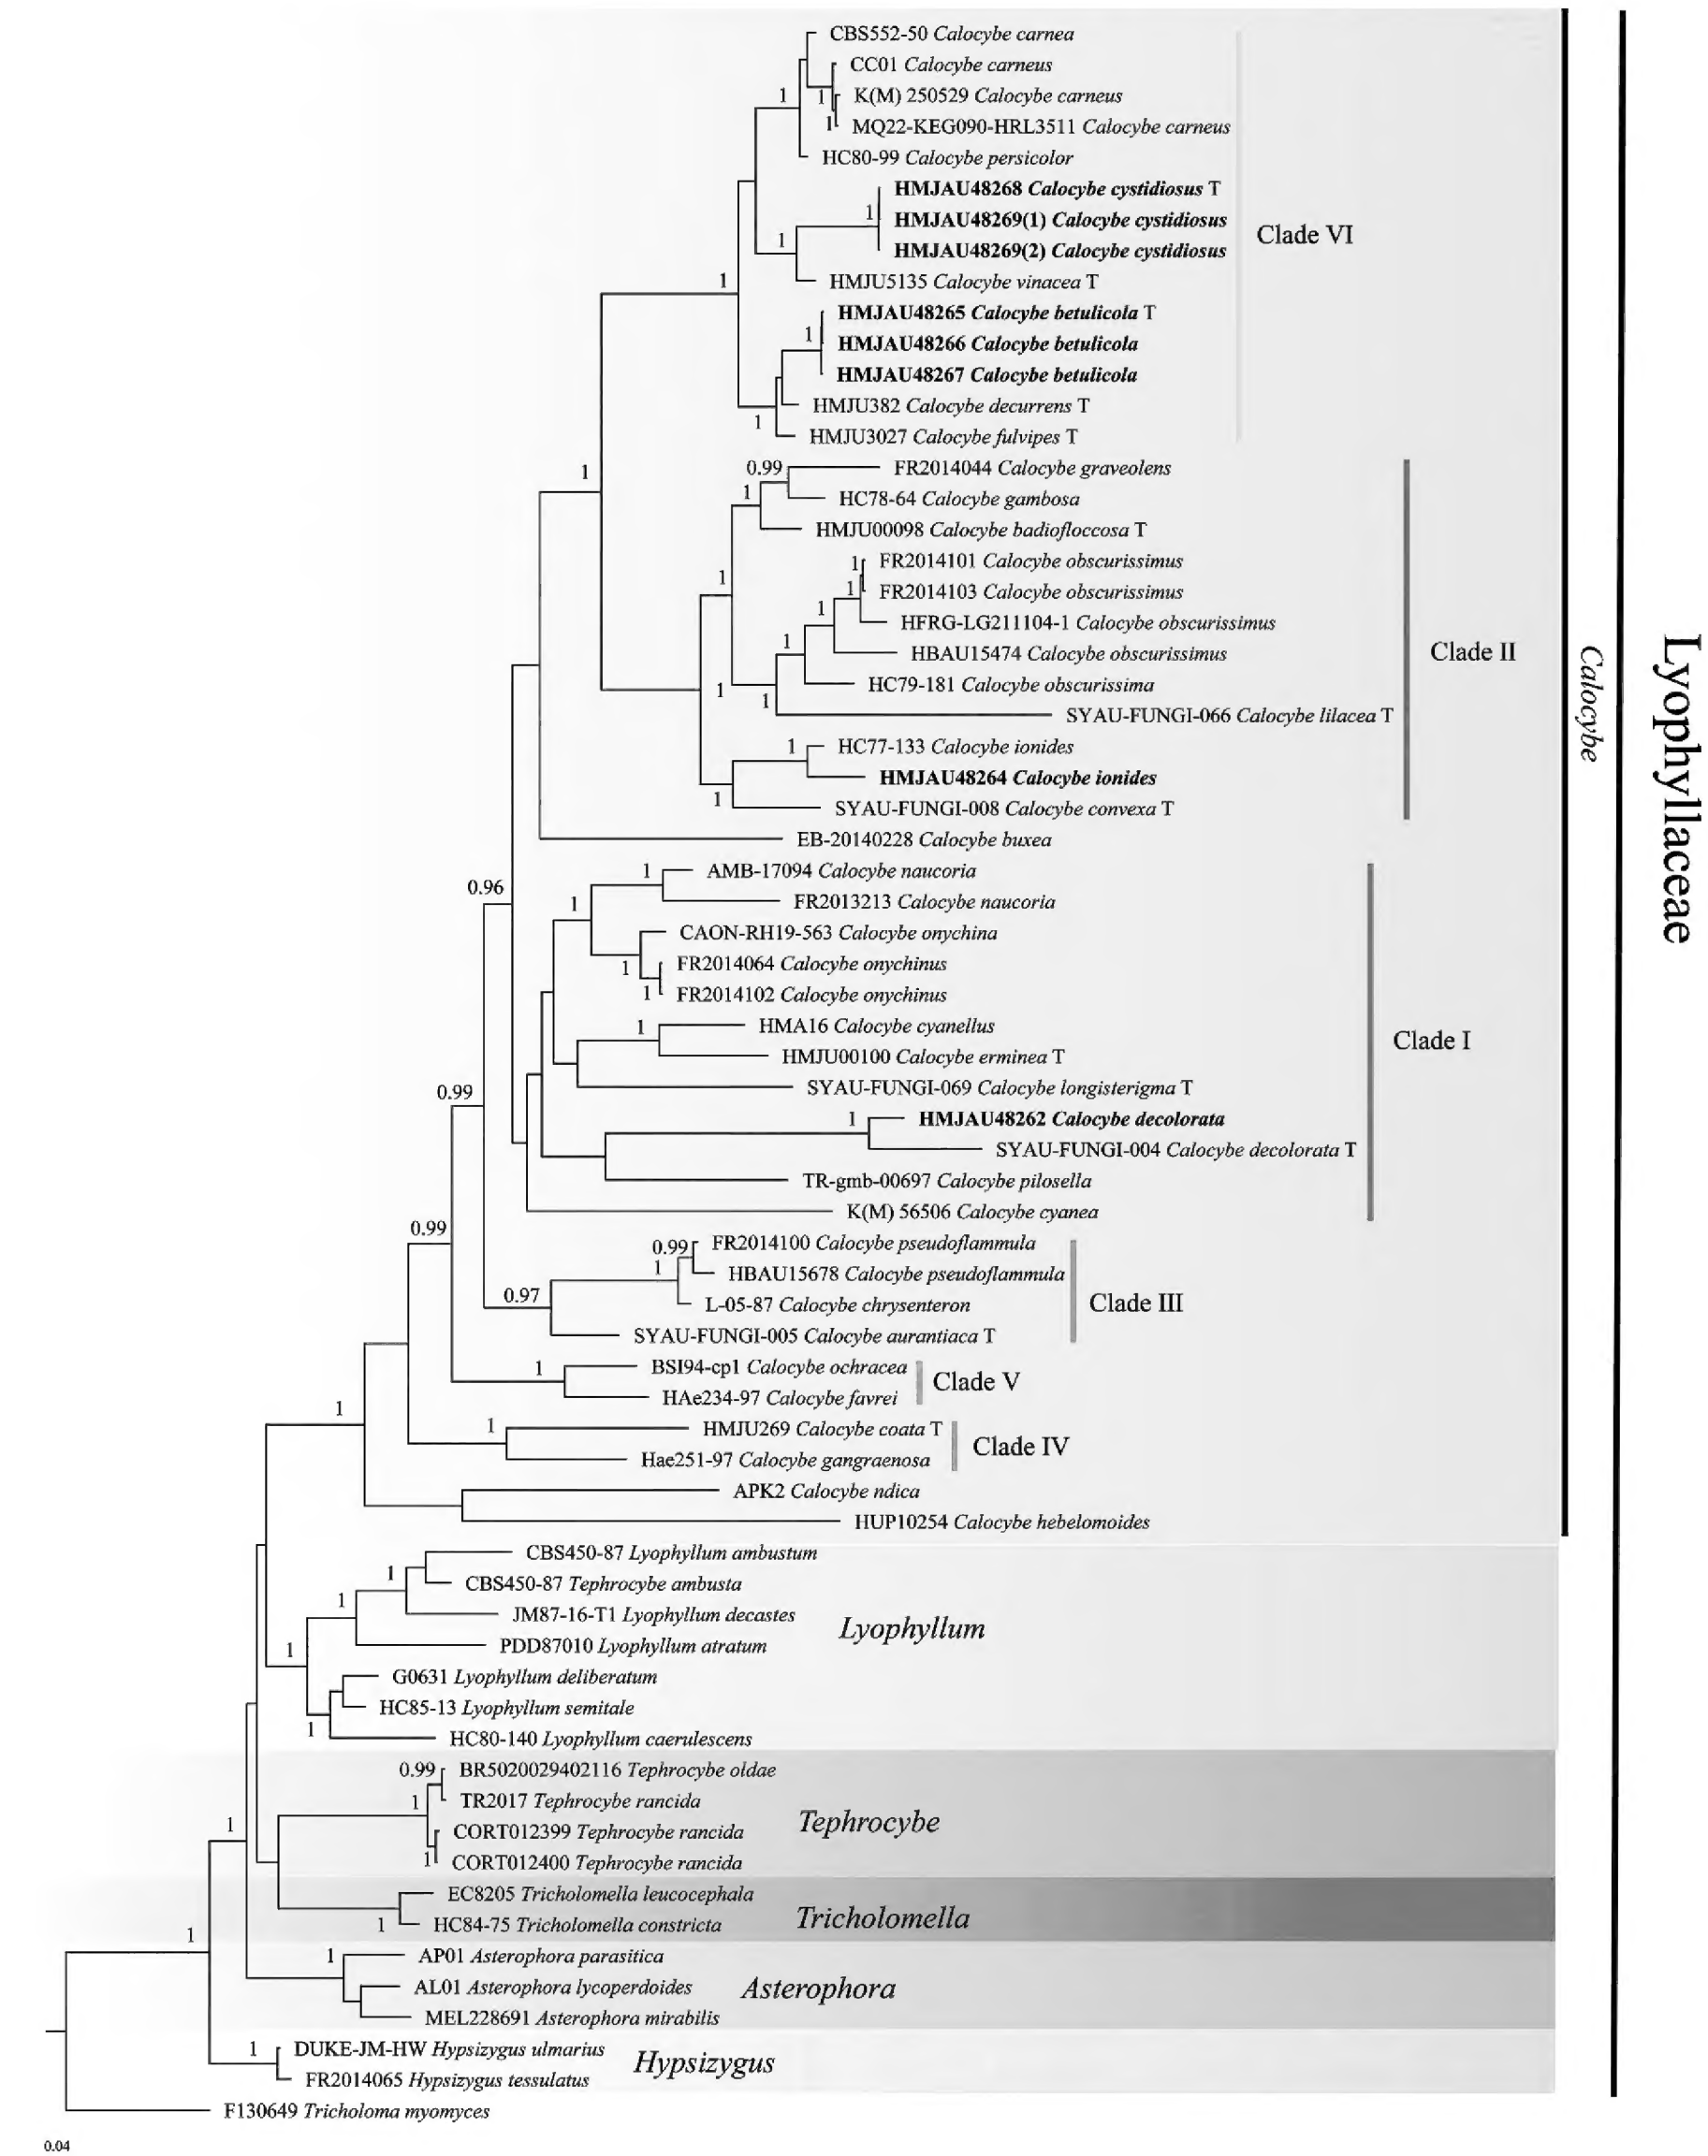 CBS552-50 Calocybe carnea
CC01 Calocybe carneus
1
1
K(M) 250529 Calocybe carneus
1
MQ22-KEG090-HRL3511 Calocybe carneus
HC80-99 Calocybe persicolor
HMJAU48268 Calocybe cystidiosus T
1
HMJAU48269(1) Calocybe cystidiosus
Clade VI
1
HMJAU48269(2) Calocybe cystidiosus
1
HMJU5135 Calocybe vinacea T
HMJAU48265 Calocybe betulicola T
1
HMJAU48266 Calocybe betulicola
HMJAU48267 Calocybe betulicola
HMJU382 Calocybe decurrens T
1
HMJU3027 Calocybe fulvipes T
1
0.99
FR2014044 Calocybe graveolens
1
HC78-64 Calocybe gambosa
HMJU00098 Calocybe badiofloccosa T
1
FR2014101 Calocybe obscurissimus
1
1
FR2014103 Calocybe obscurissimus
1
HFRG-LG211104-1 Calocybe obscurissimus
1
HBAU15474 Calocybe obscurissimus
Clade II
1
HC79-181 Calocybe obscurissima
1
SYAU-FUNGI-066 Calocybe lilacea T
1
HC77-133 Calocybe ionides
HMJAU48264 Calocybe ionides
1
SYAU-FUNGI-008 Calocybe convexa T
EB-20140228 Calocybe buxea
Calocybe
Lyophyllaceae
1
AMB-17094 Calocybe naucoria
0.96
1
FR2013213 Calocybe naucoria
CAON-RH19-563 Calocybe onychina
1
FR2014064 Calocybe onychinus
1
FR2014102 Calocybe onychinus
1
HMA16 Calocybe cyanellus
Clade I
HMJU00100 Calocybe erminea T
0.99
SYAU-FUNGI-069 Calocybe longisterigma T
1
HMJAU48262 Calocybe decolorata
SYAU-FUNGI-004 Calocybe decolorata T
TR-gmb-00697 Calocybe pilosella
K(M) 56506 Calocybe cyanea
0.99
0.99
FR2014100 Calocybe pseudoflammula
1
HBAU15678 Calocybe pseudoflammula
0.97
L-05-87 Calocybe chrysenteron
Clade III
SYAU-FUNGI-005 Calocybe aurantiaca T
1
BSI94-cp1 Calocybe ochracea
Clade V
HAe234-97 Calocybe favrei
1
1
HMJU269 Calocybe coata T
Clade IV
Hae251-97 Calocybe gangraenosa
APK2 Calocybe ndica
HUP10254 Calocybe hebelomoides
CBS450-87 Lyophyllum ambustum
1
CBS450-87 Tephrocybe ambusta
1
JM87-16-T1 Lyophyllum decastes
Lyophyllum
1
PDD87010 Lyophyllum atratum
G0631 Lyophyllum deliberatum
HC85-13 Lyophyllum semitale
1
HC80-140 Lyophyllum caerulescens
0.99
BR5020029402116 Tephrocybe oldae
1
TR2017 Tephrocybe rancida
Tephrocybe
1
CORT012399 Tephrocybe rancida
1
CORT012400 Tephrocybe rancida
EC8205 Tricholomella leucocephala
1
HC84-75 Tricholomella constricta
Tricholomella
1
1
AP01 Asterophora parasitica
AL01 Asterophora lycoperdoides
Asterophora
MEL228691 Asterophora mirabilis
1
DUKE-JM-HW Hypsizygus ulmarius
Hypsizygus
FR2014065 Hypsizygus tessulatus
F130649 Tricholoma myomyces
0.04